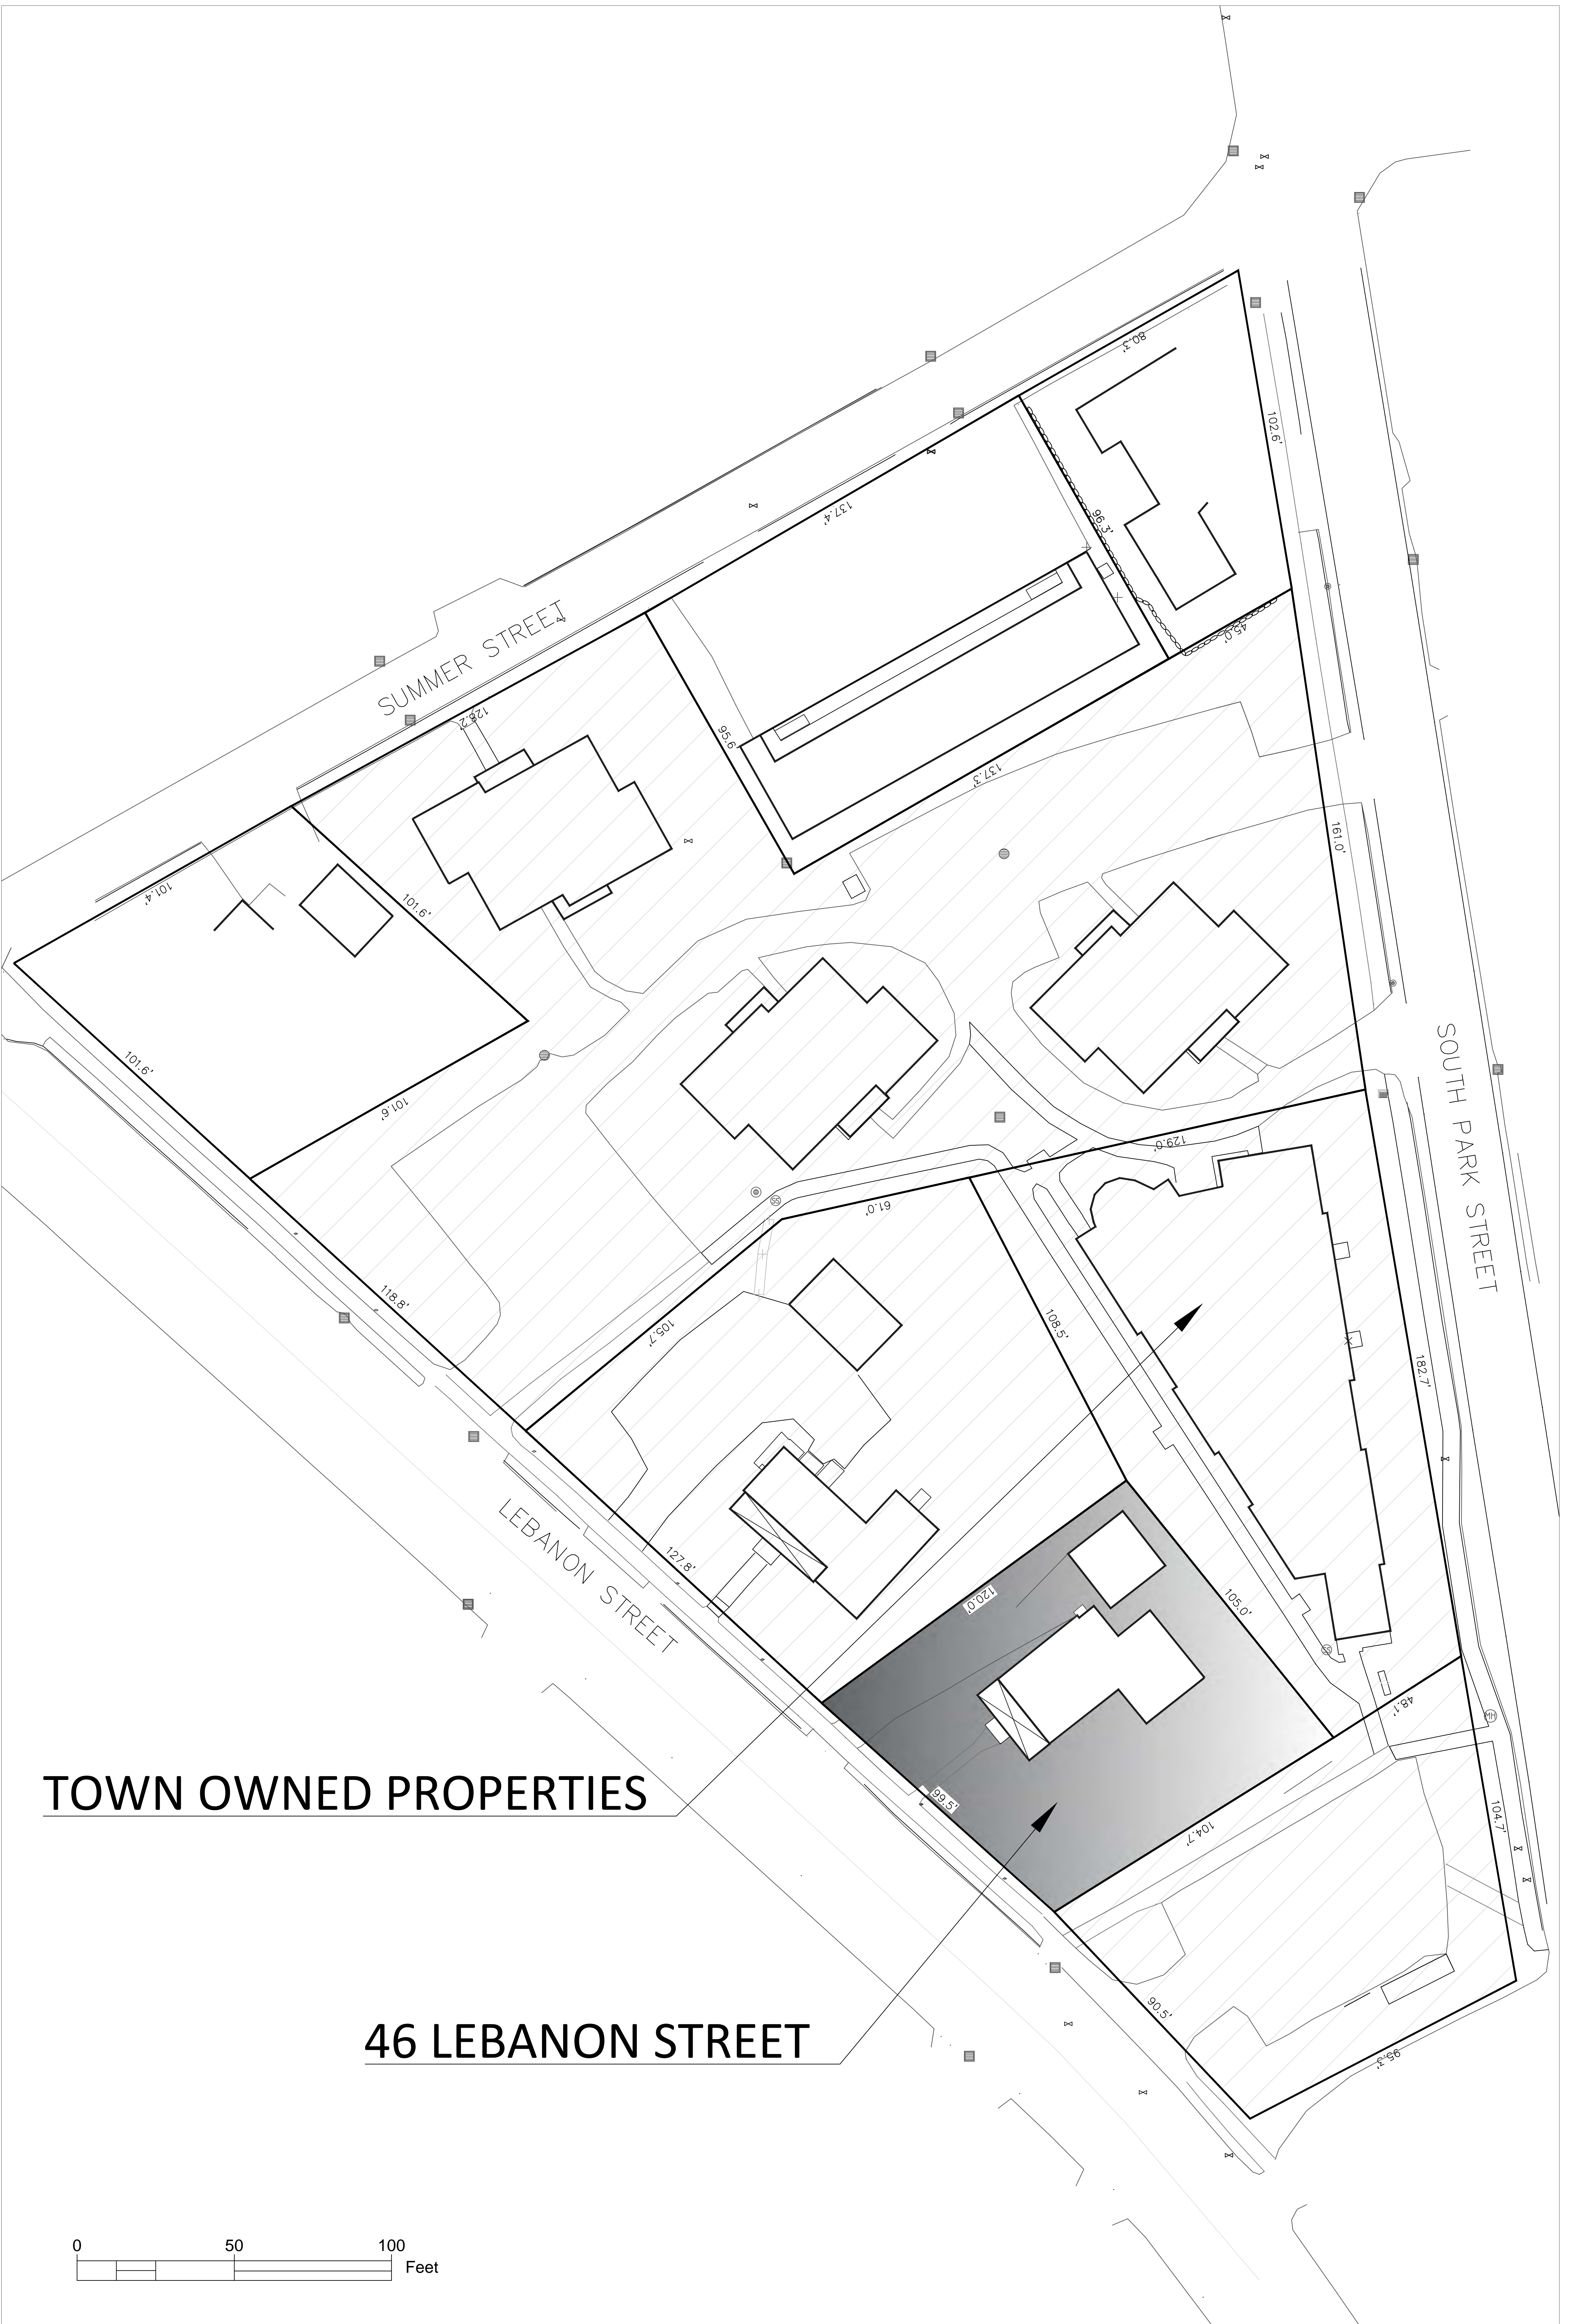 80.3'
102.6'
137.4'
96.3'
SUMMER STREET
45.0'
128.2'
95.6'
137.3'
161.0'
101.4'
101.6'
101.6'
101.6'
SOUTH PARK STREET
129.0'
61.0'
118.8'
105.7'
108.5'
182.7'
LEBANON STREET
127.8'
120.0'
105.0'
SS
SS
48.1'
MH
99.5'
104.7'
104.7'
TOWN OWNED PROPERTIES
46 LEBANON STREET
90.5'
95.3'
0 50 100
Feet